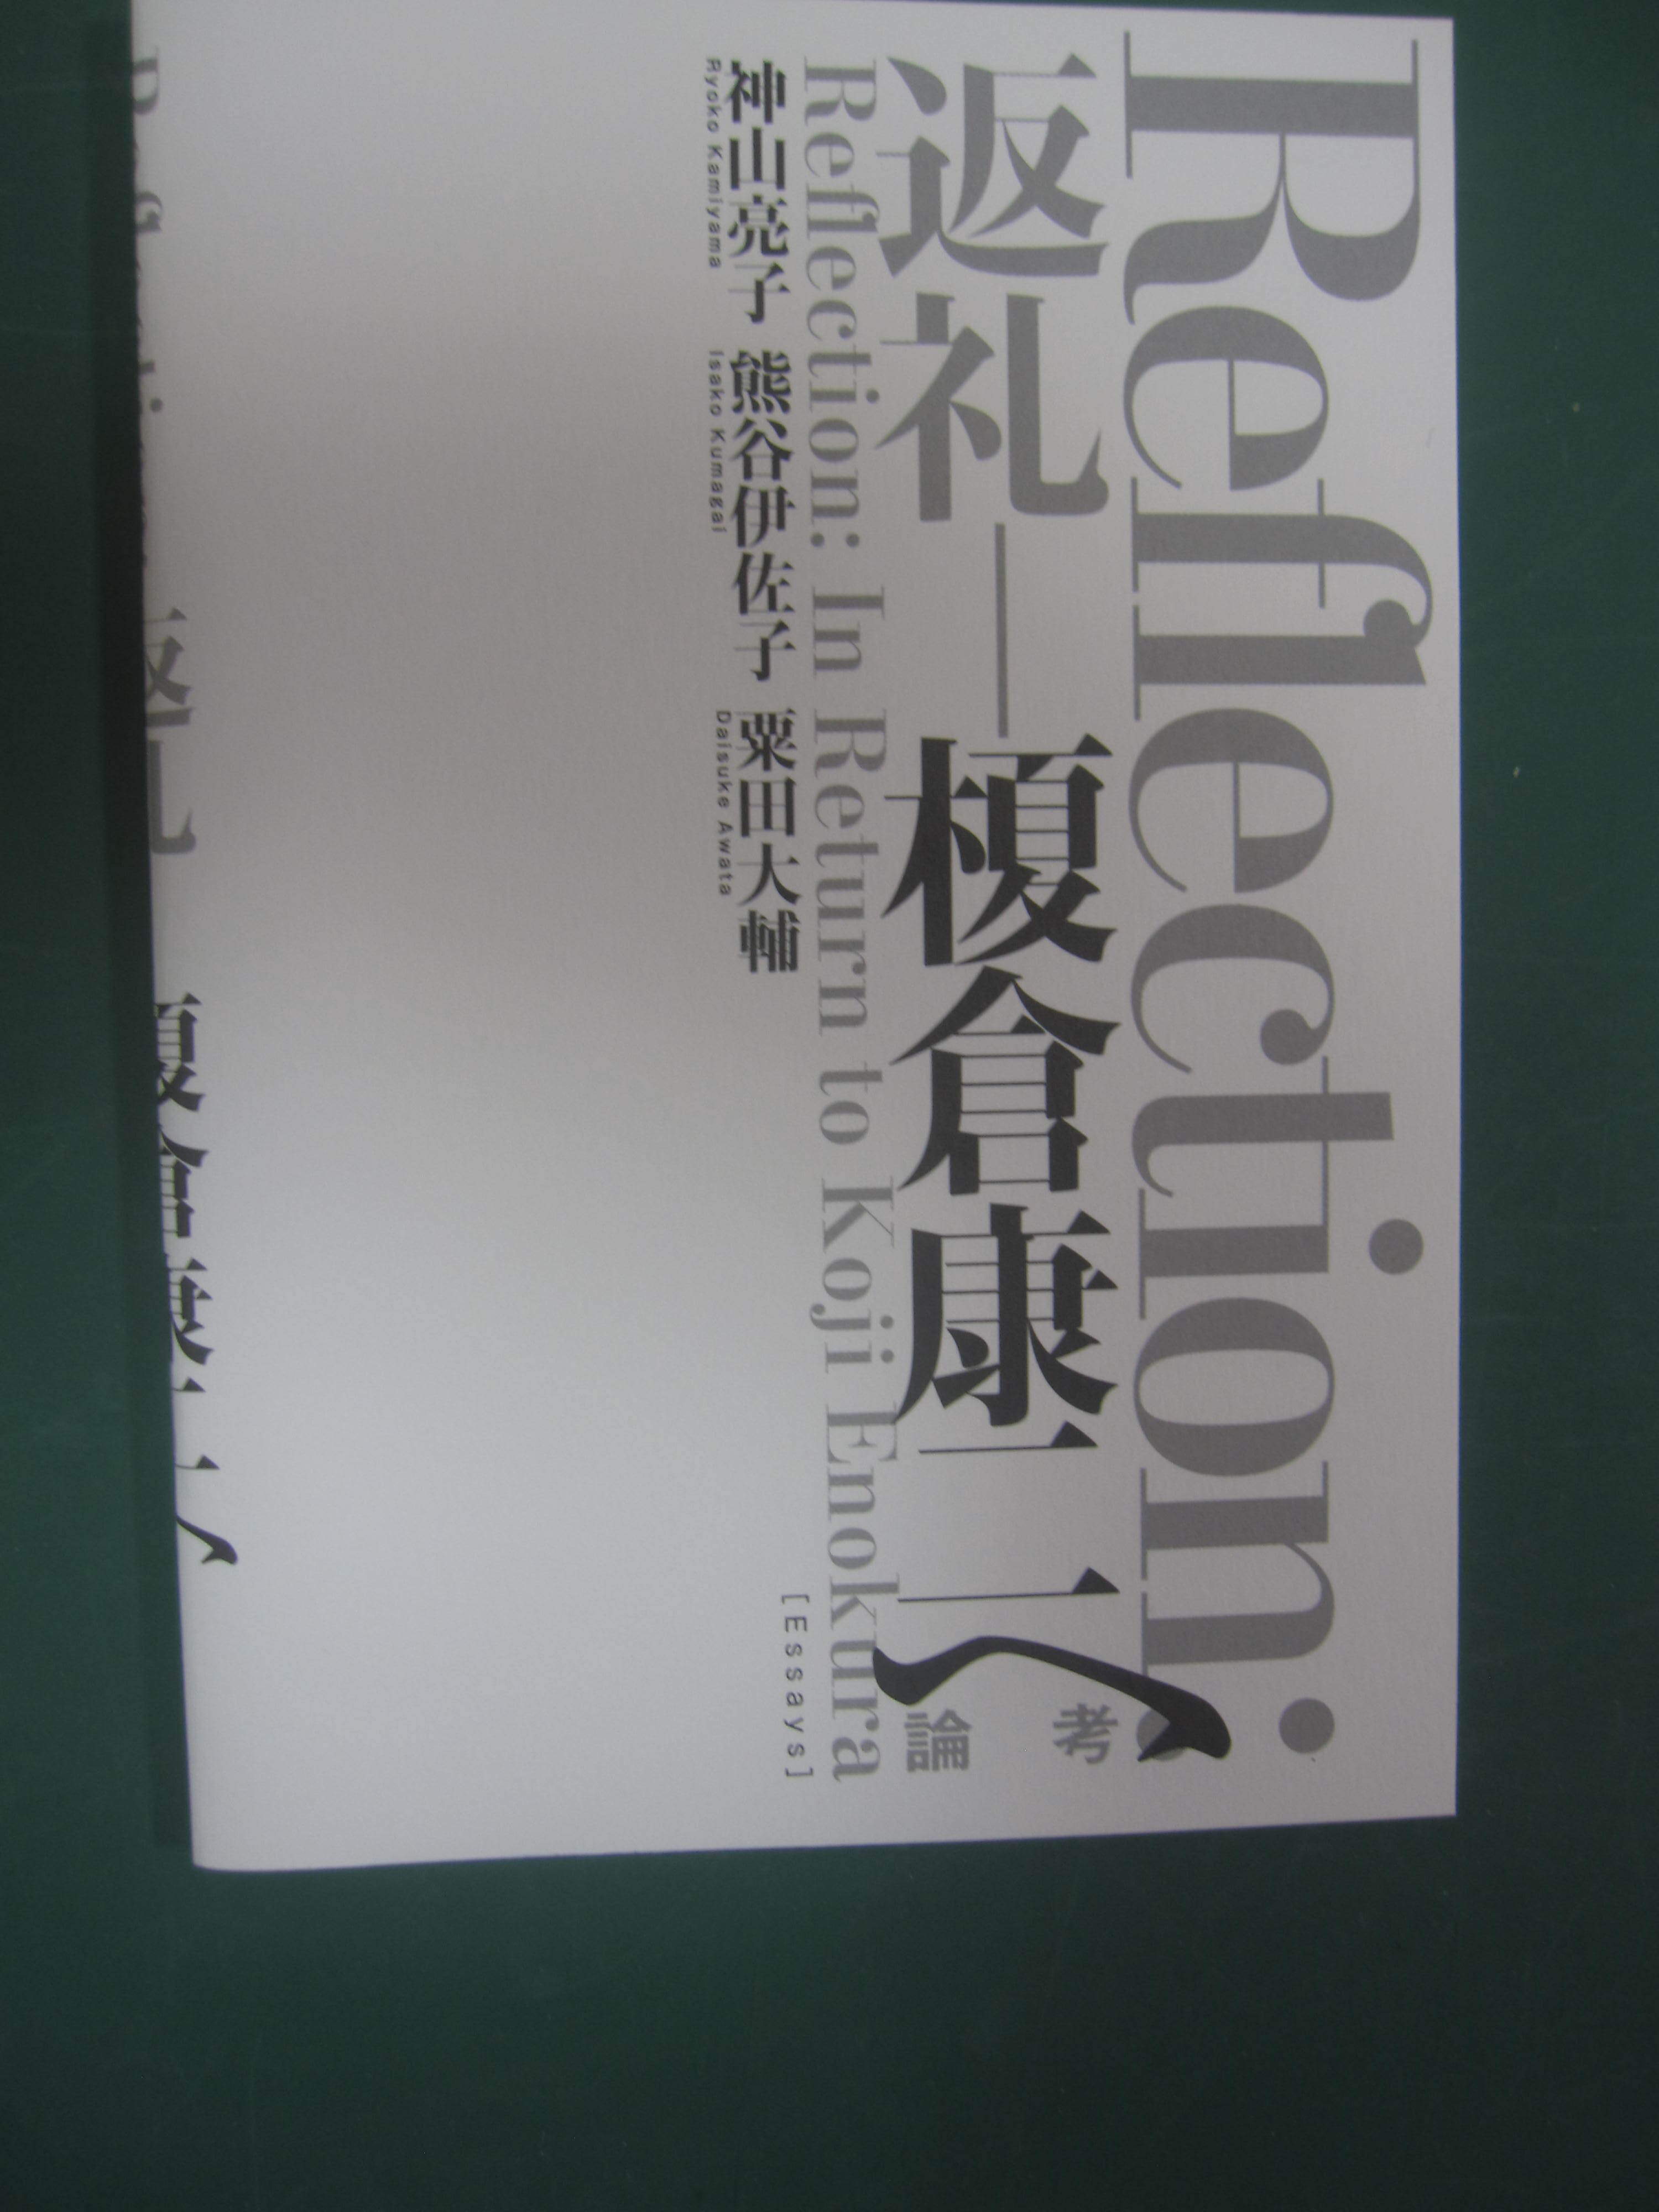 Reflection:
返礼―榎倉康二へ
論考
Reflection: In Return to Koji Enokura
[Essays]
神山亮子 熊谷伊佐子 粟田大輔
Ryoko Kamiyama Isako Kumagai Daisuke Awata